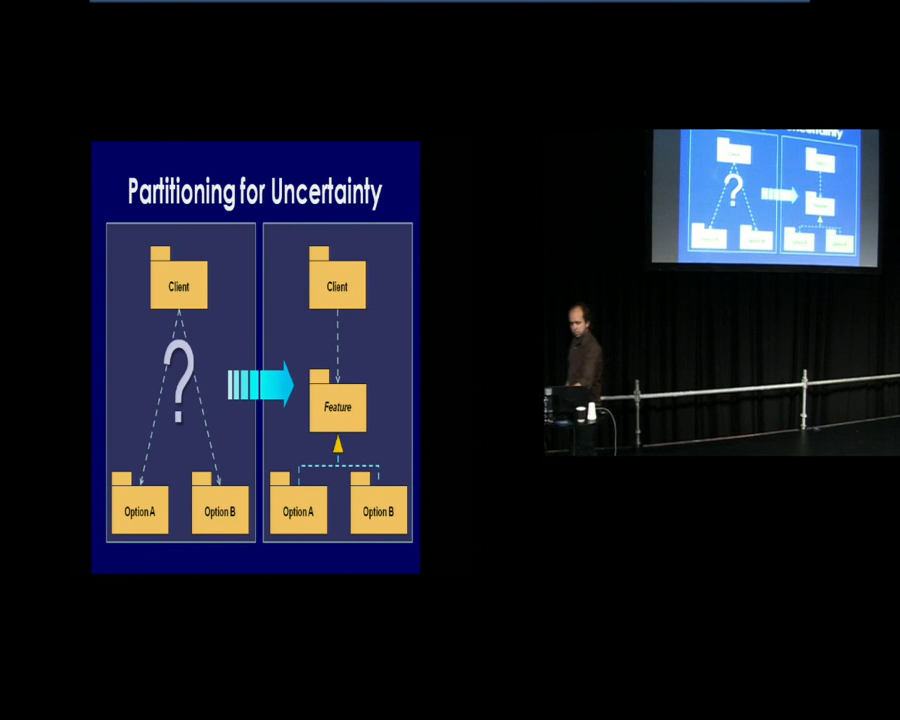 Partitioning for Uncertainty
Client
Client
?
Feature
Option A
Option B
Option A
Option B